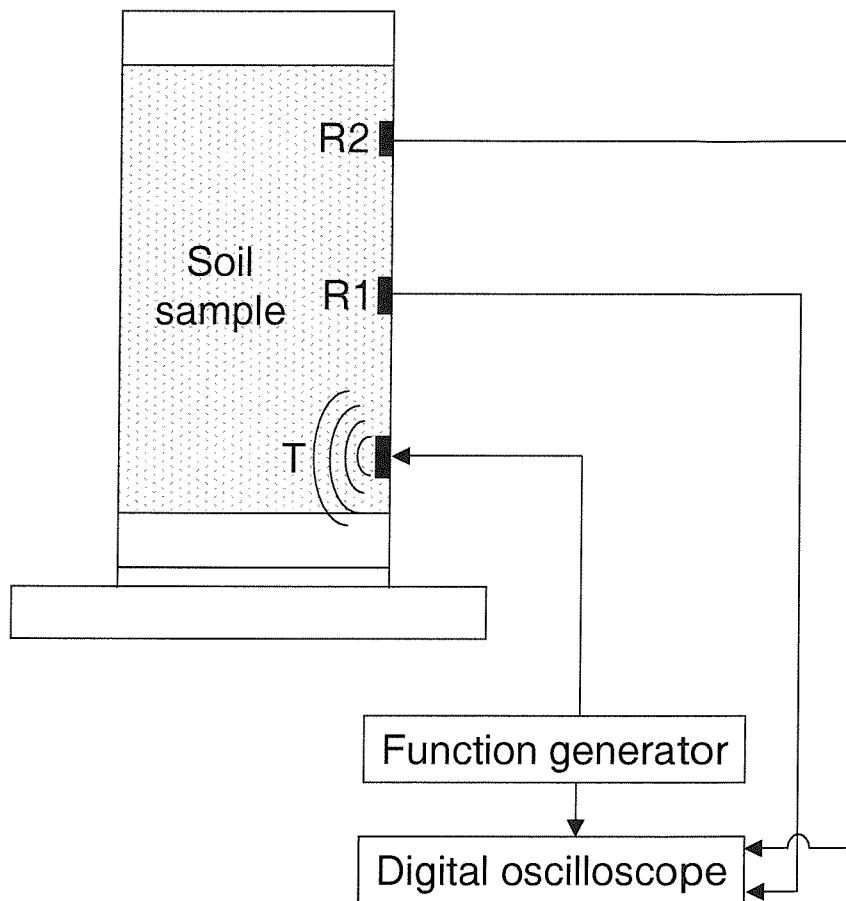 R2
Soil
sample
R1
T
Function generator
Digital oscilloscope